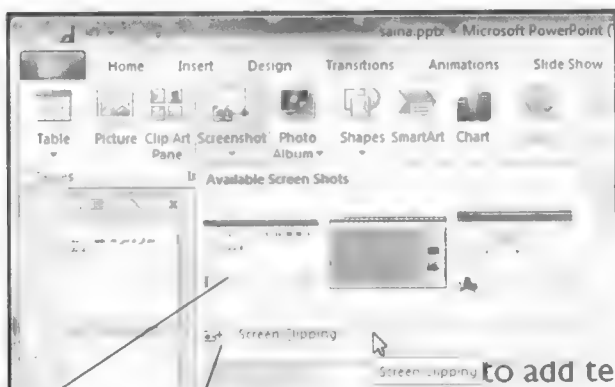 saina.pptx - Microsoft PowerPoint (
Home Insert Design Transitions Animations Slide Show
Table Picture Clip Art Screenshot Photo Shapes SmartArt Chart
Pane Album
Available Screen Shots
Screen Clipping
Screen Clipping to add te